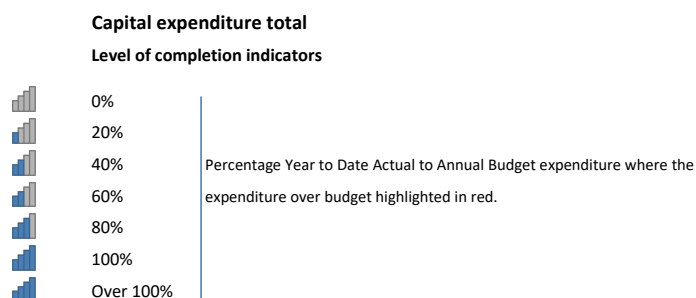 Capital expenditure total
Level of completion indicators
0%
20%
40%
Percentage Year to Date Actual to Annual Budget expenditure where the
60%
expenditure over budget highlighted in red.
80%
100%
Over 100%